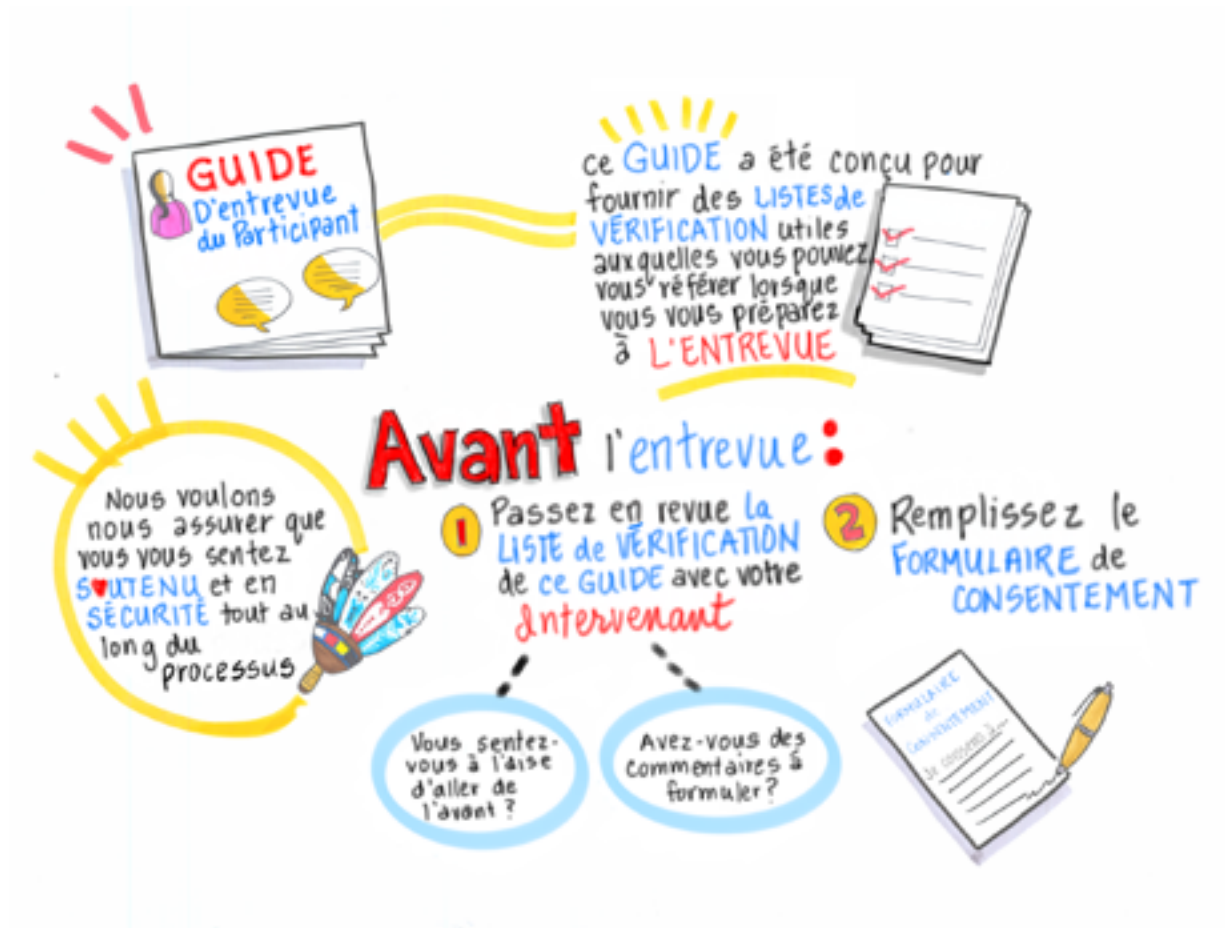 GUIDE
D'entrevue
du Participant
ce GUIDE a été conçu pour
fournir des LISTES de
VÉRIFICATION utiles
auxquelles vous pouvez
vous référer lorsque
vous vous préparez
à L'ENTREVUE
Avant l'entrevue :
Nous voulons
nous assurer que
vous vous sentez
SOUTENU et en
SÉCURITÉ tout au
long du
processus
1 Passez en revue la
LISTE de VÉRIFICATION
de ce GUIDE avec votre
Intervenant
Vous sentez-
vous à l'aise
d'aller de
l'avant ?
Avez-vous des
commentaires à
formuler ?
2 Remplissez le
FORMULAIRE de
CONSENTEMENT
FORMULAIRE
de
CONSENTEMENT
Je consens à...